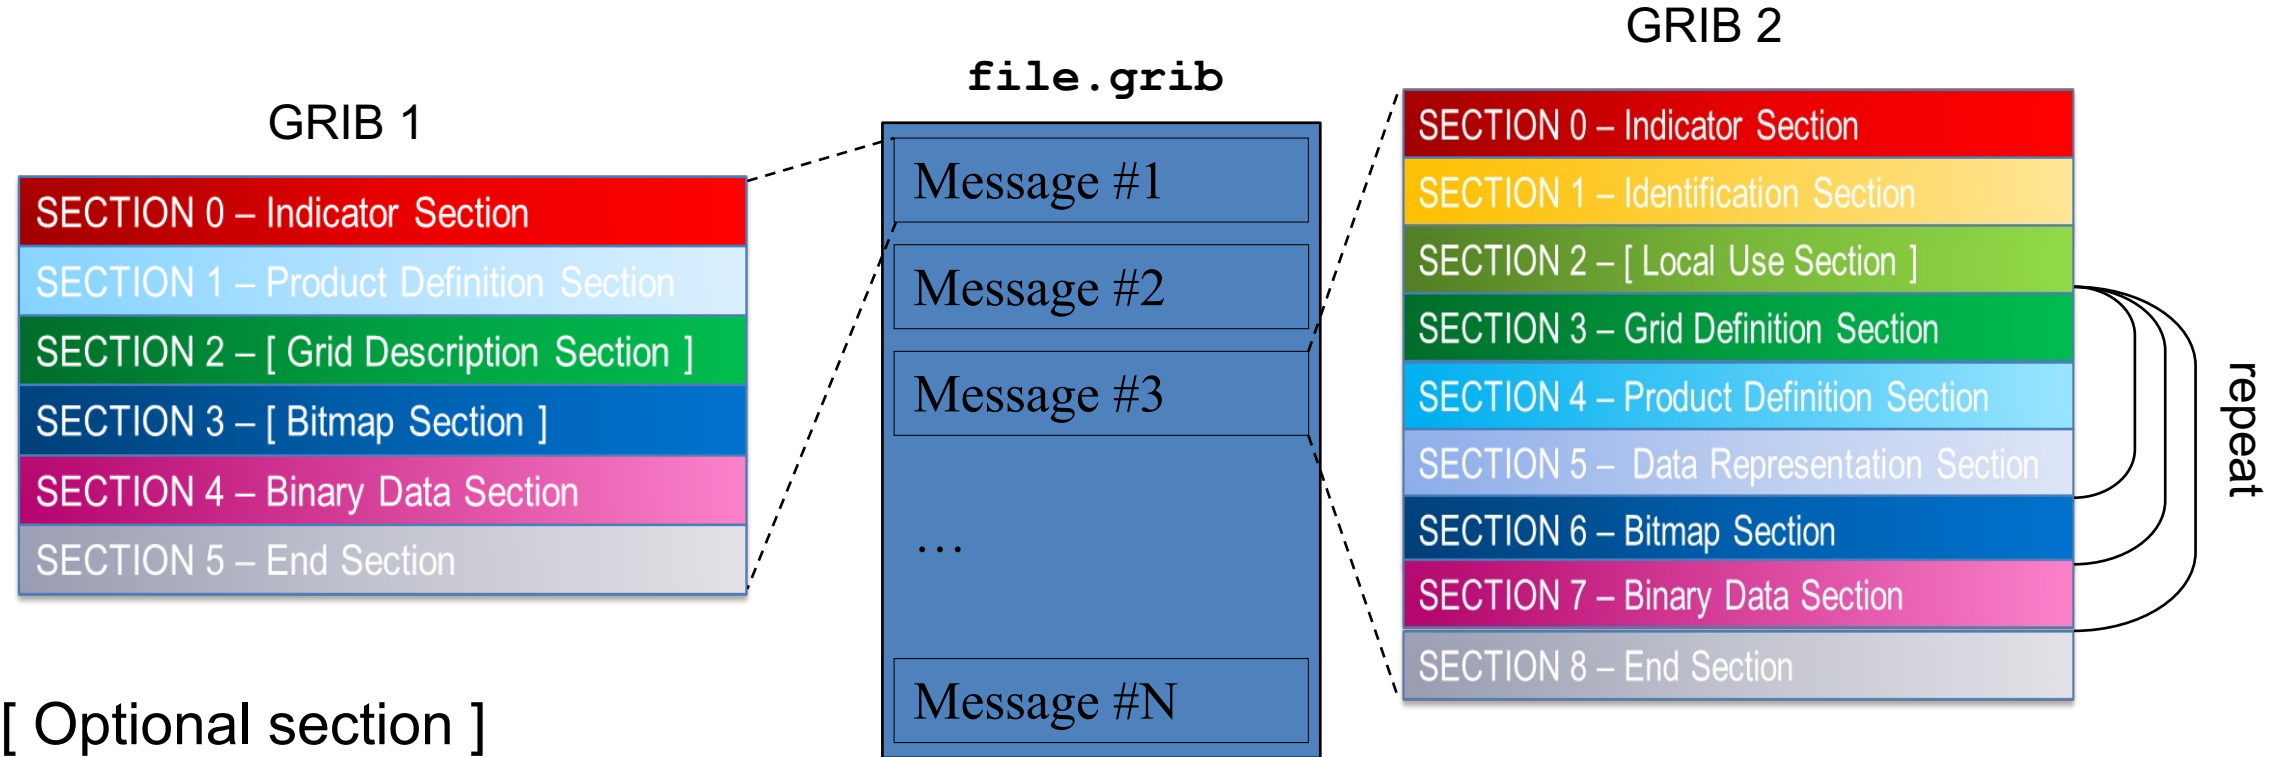 GRIB 1
SECTION 0 – Indicator Section
SECTION 1 – Product Definition Section
SECTION 2 – [ Grid Description Section ]
SECTION 3 – [ Bitmap Section ]
SECTION 4 – Binary Data Section
SECTION 5 – End Section
[ Optional section ]
file.grib
Message #1
Message #2
Message #3
...
Message #N
GRIB 2
SECTION 0 – Indicator Section
SECTION 1 – Identification Section
SECTION 2 – [ Local Use Section ]
SECTION 3 – Grid Definition Section
SECTION 4 – Product Definition Section
SECTION 5 – Data Representation Section
SECTION 6 – Bitmap Section
SECTION 7 – Binary Data Section
SECTION 8 – End Section
repeat